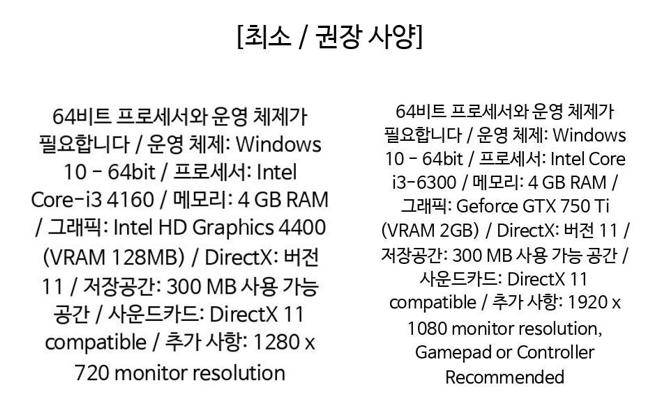 [최소 / 권장 사양]
64비트 프로세서와 운영 체제가
필요합니다 / 운영 체제: Windows
10 - 64bit / 프로세서: Intel
Core-i3 4160 / 메모리: 4 GB RAM
/ 그래픽: Intel HD Graphics 4400
(VRAM 128MB) / DirectX: 버전
11 / 저장공간: 300 MB 사용 가능
공간 / 사운드카드: DirectX 11
compatible / 추가 사항: 1280 x
720 monitor resolution
64비트 프로세서와 운영 체제가
필요합니다 / 운영 체제: Windows
10 - 64bit / 프로세서: Intel Core
i3-6300 / 메모리: 4 GB RAM /
그래픽: Geforce GTX 750 Ti
(VRAM 2GB) / DirectX: 버전 11 /
저장공간: 300 MB 사용 가능 공간 /
사운드카드: DirectX 11
compatible / 추가 사항: 1920 x
1080 monitor resolution,
Gamepad or Controller
Recommended